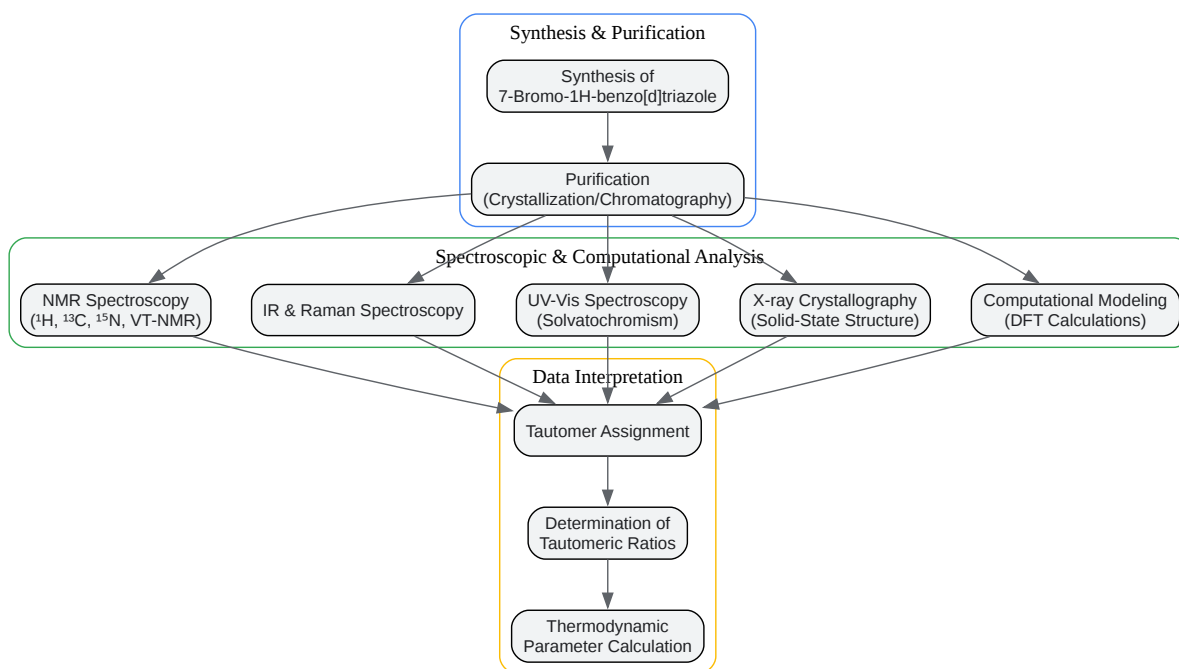 Synthesis & Purification
Synthesis of
7-Bromo-1H-benzo[d]triazole
Purification
(Crystallization/Chromatography)
Spectroscopic & Computational Analysis
NMR Spectroscopy
(¹H, ¹³C, ¹⁵N, VT-NMR)
IR & Raman Spectroscopy
UV-Vis Spectroscopy
(Solvatochromism)
X-ray Crystallography
(Solid-State Structure)
Computational Modeling
(DFT Calculations)
Data Interpretation
Tautomer Assignment
Determination of
Tautomeric Ratios
Thermodynamic
Parameter Calculation